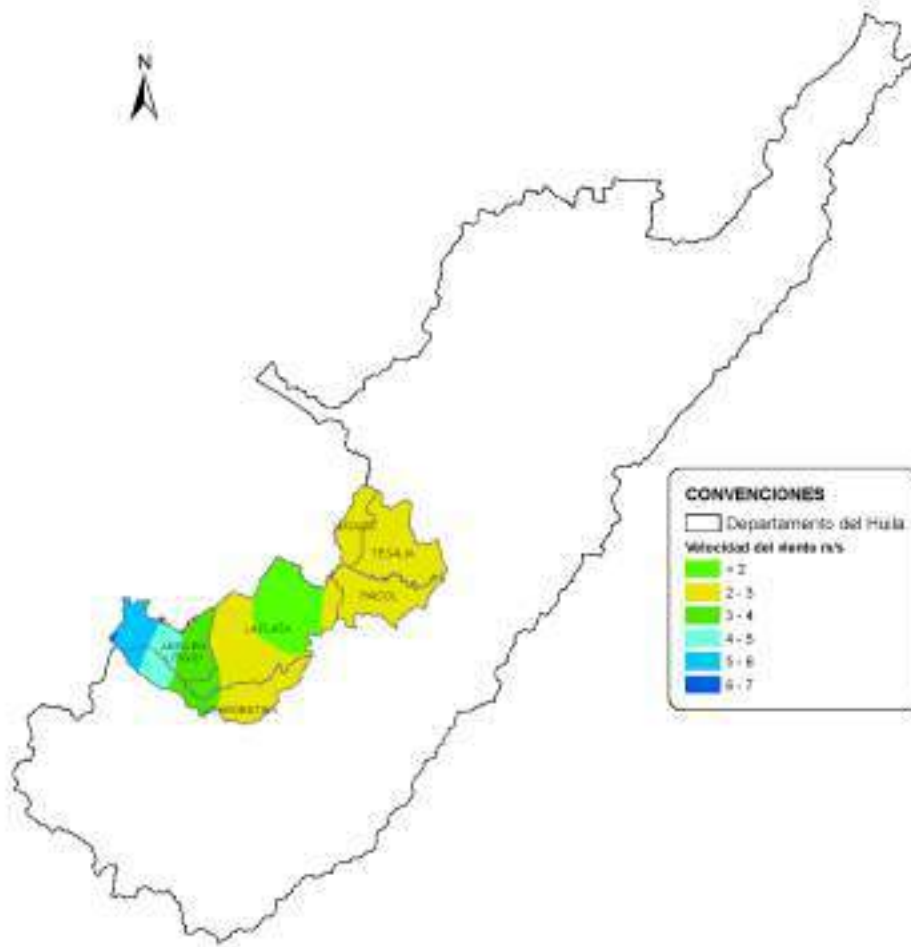 N
TESALIA
PAICOL
LA PLATA
CONVENCIONES
Departamento del Huila
Velocidad del viento m/s
< 2
2 - 3
3 - 4
4 - 5
5 - 6
6 - 7